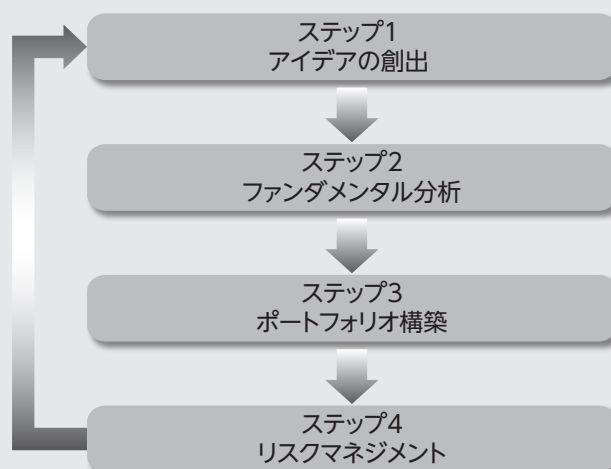 ステップ1
アイデアの創出
ステップ2
ファンダメンタル分析
ステップ3
ポートフォリオ構築
ステップ4
リスクマネジメント